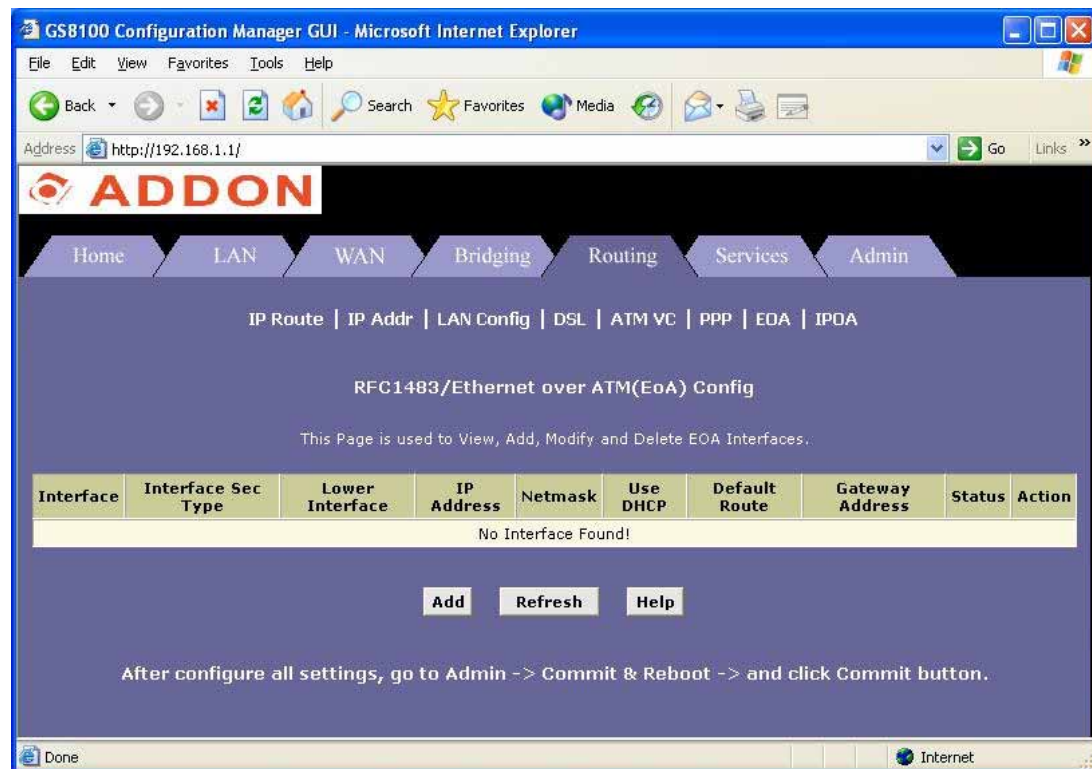 GS8100 Configuration Manager GUI - Microsoft Internet Explorer
File Edit View Favorites Tools Help
Back Search Favorites Media
Address http://192.168.1.1/ Go Links »
ADDON
Home LAN WAN Bridging Routing Services Admin
IP Route | IP Addr | LAN Config | DSL | ATM VC | PPP | EOA | IPOA
RFC1483/Ethernet over ATM(EoA) Config
This Page is used to View, Add, Modify and Delete EOA Interfaces.
Interface Interface Sec Type Lower Interface IP Address Netmask Use DHCP Default Route Gateway Address Status Action
No Interface Found!
Add Refresh Help
After configure all settings, go to Admin -> Commit & Reboot -> and click Commit button.
Done Internet